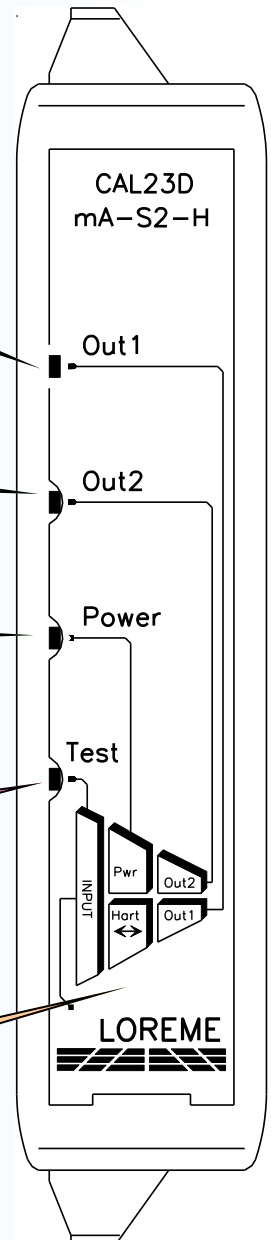 CAL23D
mA-S2-H
Out1
Out2
Power
Test
INPUT
Pwr
Out2
Hart
Out1
LOREME